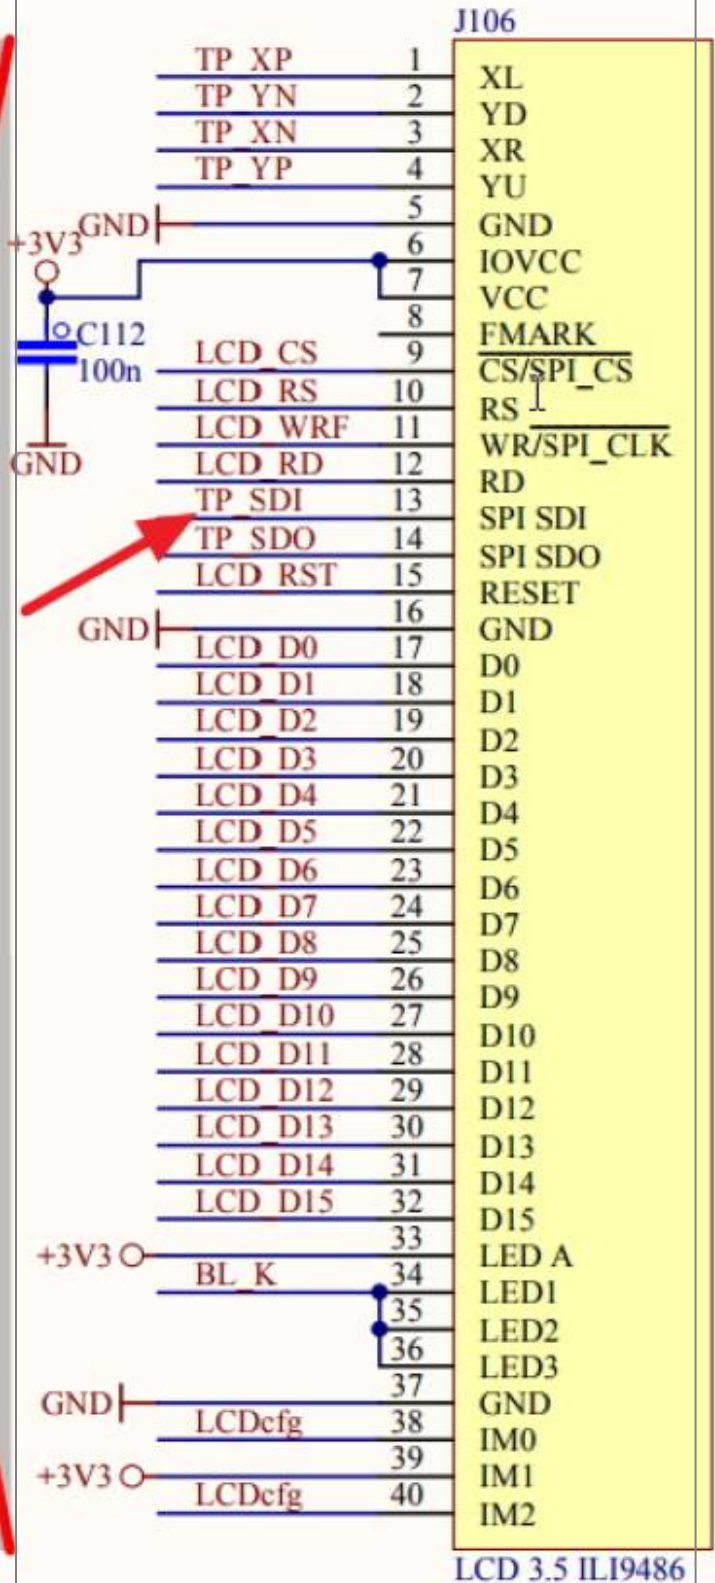 J106
TP_XP 1 XL
TP_YN 2 YD
TP_XN 3 XR
TP_YP 4 YU
GND 5 GND
+3V3 6 IOVCC
7 VCC
C112 8 FMARK
100n LCD_CS 9 CS/SPI_CS
LCD_RS 10 RS
LCD_WRF 11 WR/SPI_CLK
GND LCD_RD 12 RD
TP_SDI 13 SPI SDI
TP_SDO 14 SPI SDO
LCD_RST 15 RESET
GND 16 GND
LCD_D0 17 D0
LCD_D1 18 D1
LCD_D2 19 D2
LCD_D3 20 D3
LCD_D4 21 D4
LCD_D5 22 D5
LCD_D6 23 D6
LCD_D7 24 D7
LCD_D8 25 D8
LCD_D9 26 D9
LCD_D10 27 D10
LCD_D11 28 D11
LCD_D12 29 D12
LCD_D13 30 D13
LCD_D14 31 D14
LCD_D15 32 D15
+3V3 33 LED A
BL_K 34 LED1
35 LED2
36 LED3
GND 37 GND
LCDcfg 38 IM0
+3V3 39 IM1
LCDcfg 40 IM2
LCD 3.5 ILI9486